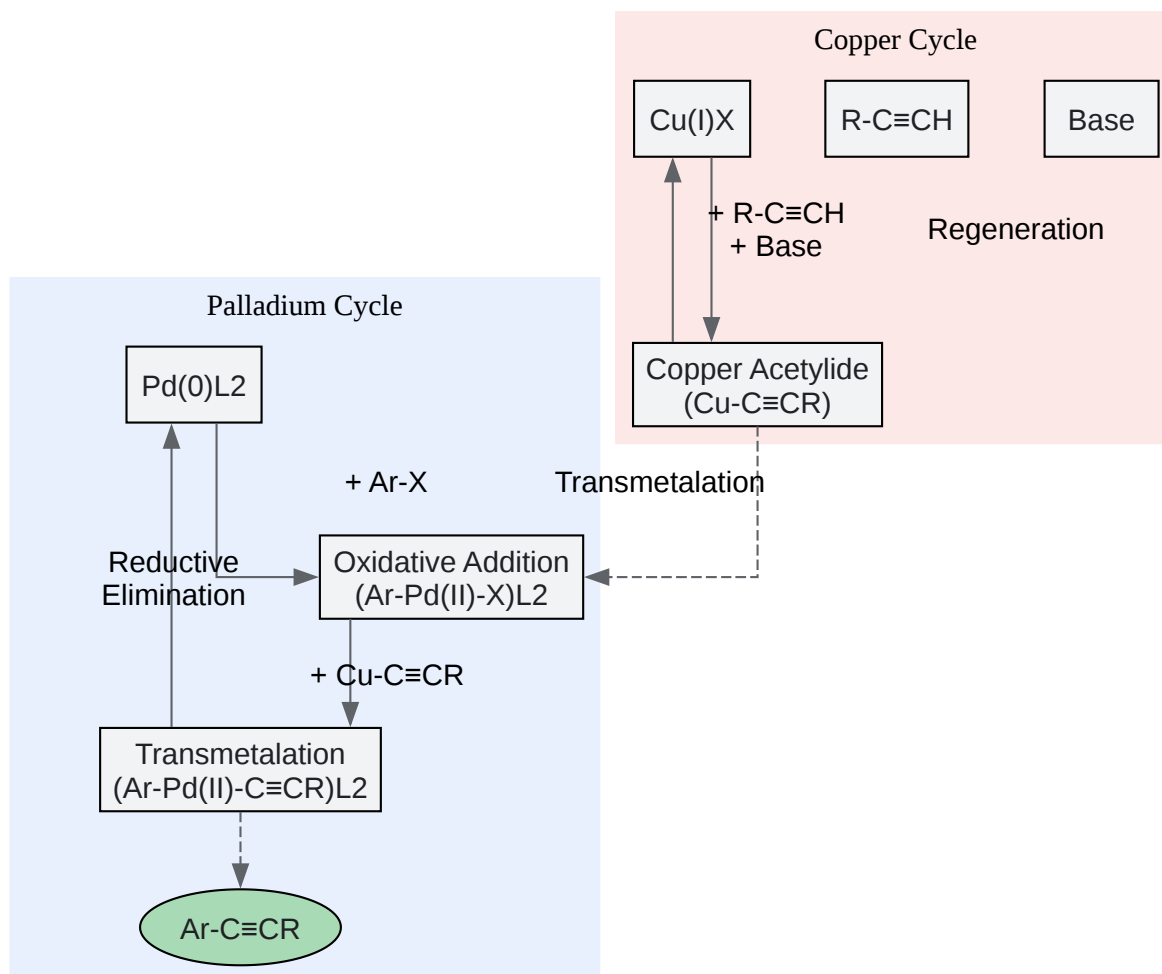 Copper Cycle
Cu(I)X
R-C≡CH
Base
+ R-C≡CH
+ Base
Regeneration
Palladium Cycle
Copper Acetylide
(Cu-C≡CR)
Pd(0)L2
+ Ar-X
Transmetalation
Reductive
Elimination
Oxidative Addition
(Ar-Pd(II)-X)L2
+ Cu-C≡CR
Transmetalation
(Ar-Pd(II)-C≡CR)L2
Ar-C≡CR